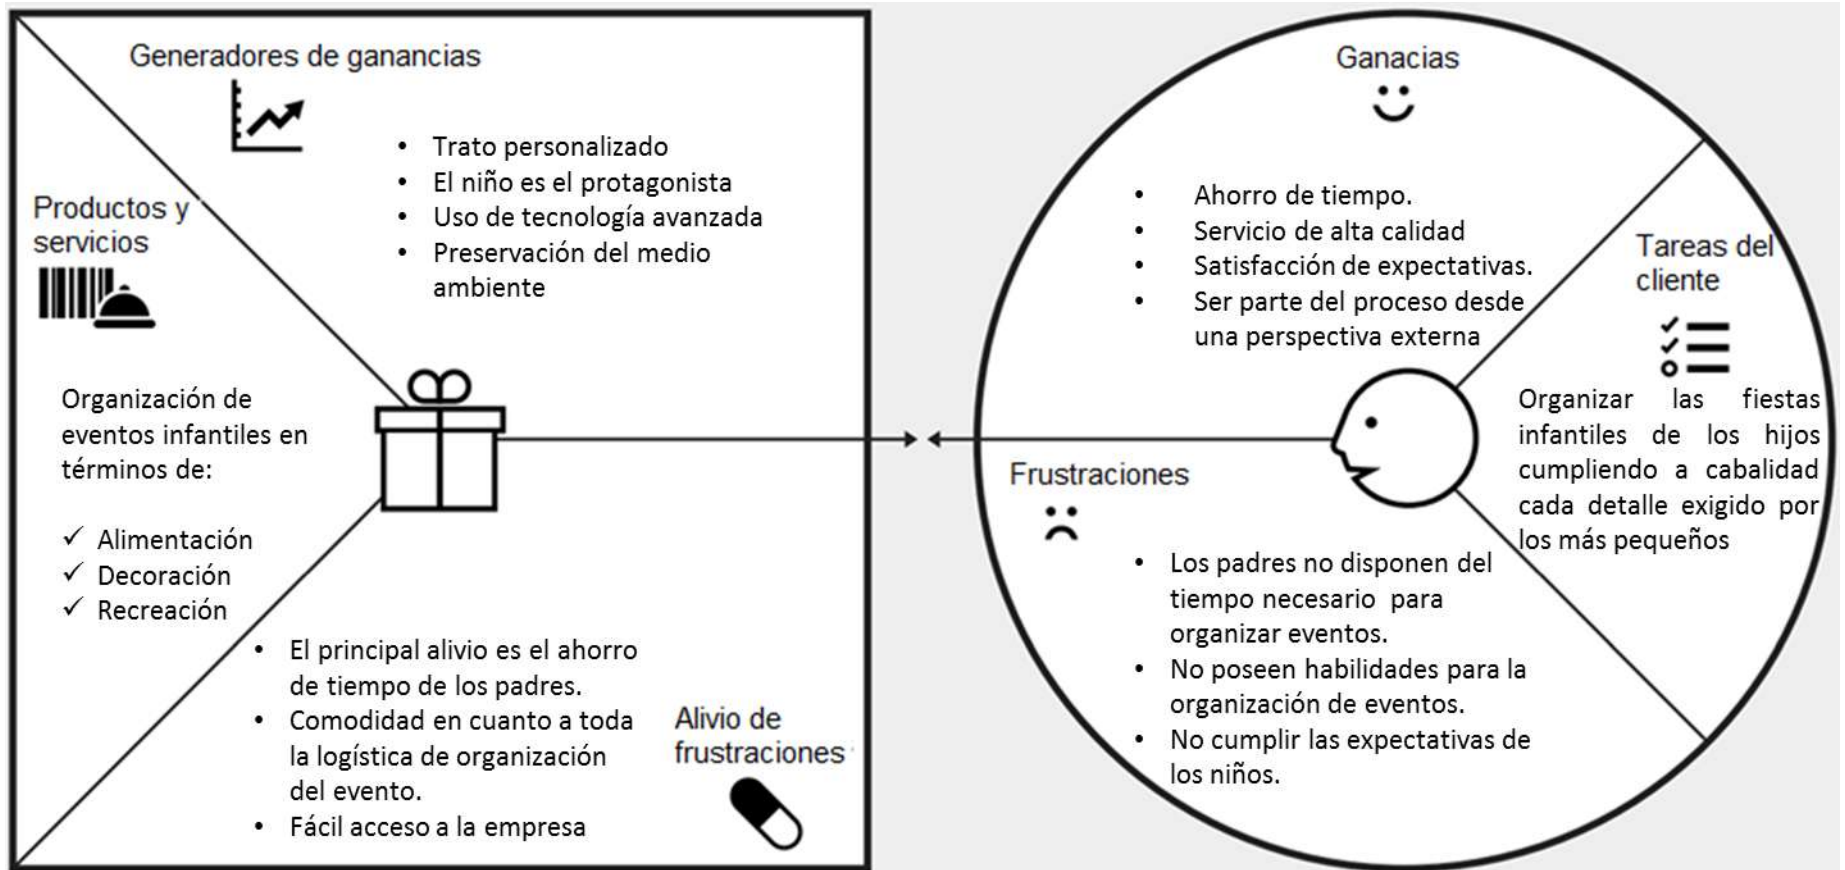 Generadores de ganancias
• Trato personalizado
• El niño es el protagonista
• Uso de tecnología avanzada
• Preservación del medio
ambiente
Productos y
servicios
Organización de
eventos infantiles en
términos de:
✓ Alimentación
✓ Decoración
✓ Recreación
• El principal alivio es el ahorro
de tiempo de los padres.
• Comodidad en cuanto a toda
la logística de organización
del evento.
• Fácil acceso a la empresa
Alivio de
frustraciones
Ganacias
• Ahorro de tiempo.
• Servicio de alta calidad
• Satisfacción de expectativas.
• Ser parte del proceso desde
una perspectiva externa
Tareas del
cliente
Organizar las fiestas
infantiles de los hijos
cumpliendo a cabalidad
cada detalle exigido por
los más pequeños
Frustraciones
• Los padres no disponen del
tiempo necesario para
organizar eventos.
• No poseen habilidades para la
organización de eventos.
• No cumplir las expectativas de
los niños.